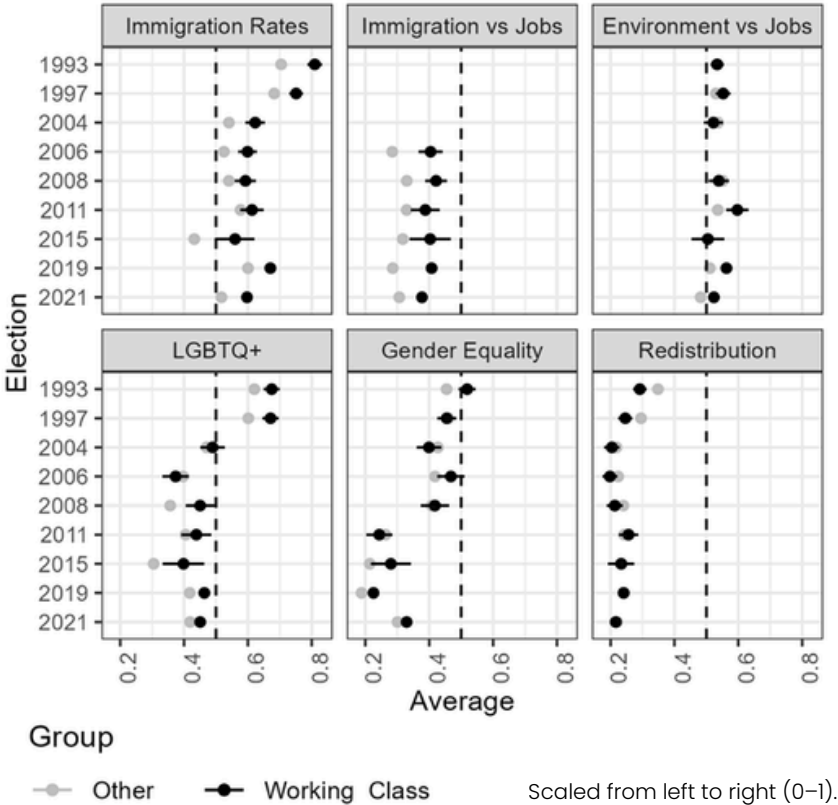 Immigration Rates Immigration vs Jobs Environment vs Jobs
1993
1997
2004
2006
2008
2011
2015
2019
2021
Election
LGBTQ+ Gender Equality Redistribution
1993
1997
2004
2006
2008
2011
2015
2019
2021
0.2 0.4 0.6 0.8 0.2 0.4 0.6 0.8 0.2 0.4 0.6 0.8
Average
Group
Other Working Class
Scaled from left to right (0–1).